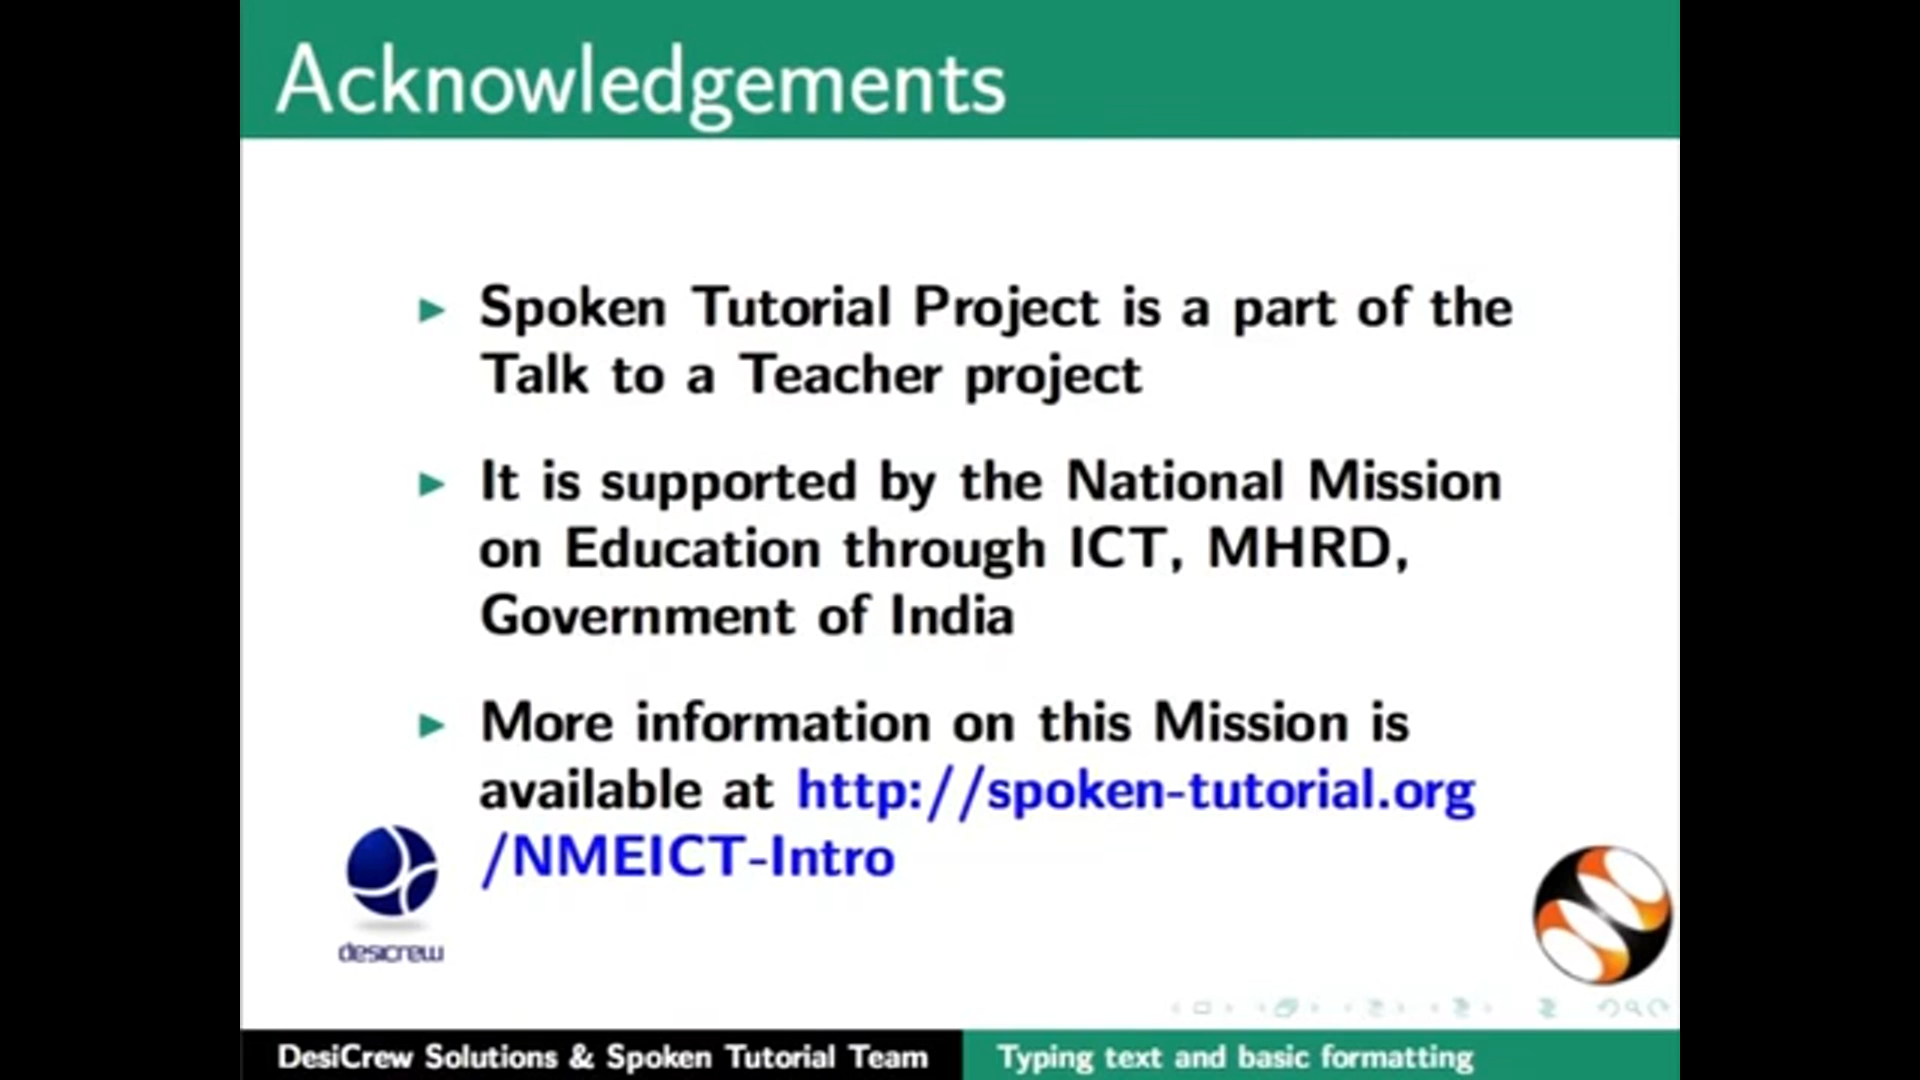 Acknowledgements
Spoken Tutorial Project is a part of the
Talk to a Teacher project
It is supported by the National Mission
on Education through ICT, MHRD,
Government of India
More information on this Mission is
available at http://spoken-tutorial.org
/NMEICT-Intro
desicrew
DesiCrew Solutions & Spoken Tutorial Team
Typing text and basic formatting